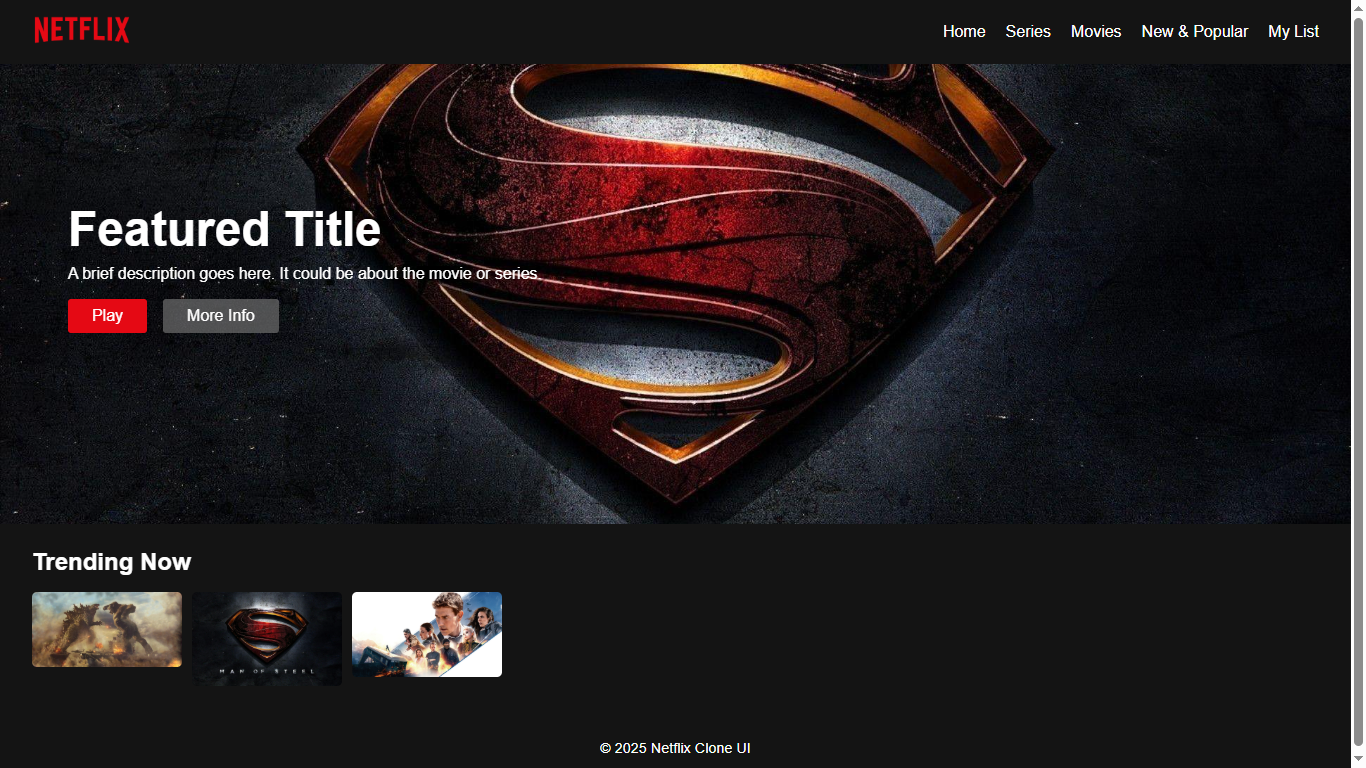 NETFLIX
Home Series Movies New & Popular My List
Featured Title
A brief description goes here. It could be about the movie or series.
Play More Info
Trending Now
MAN OF STEEL
© 2025 Netflix Clone UI